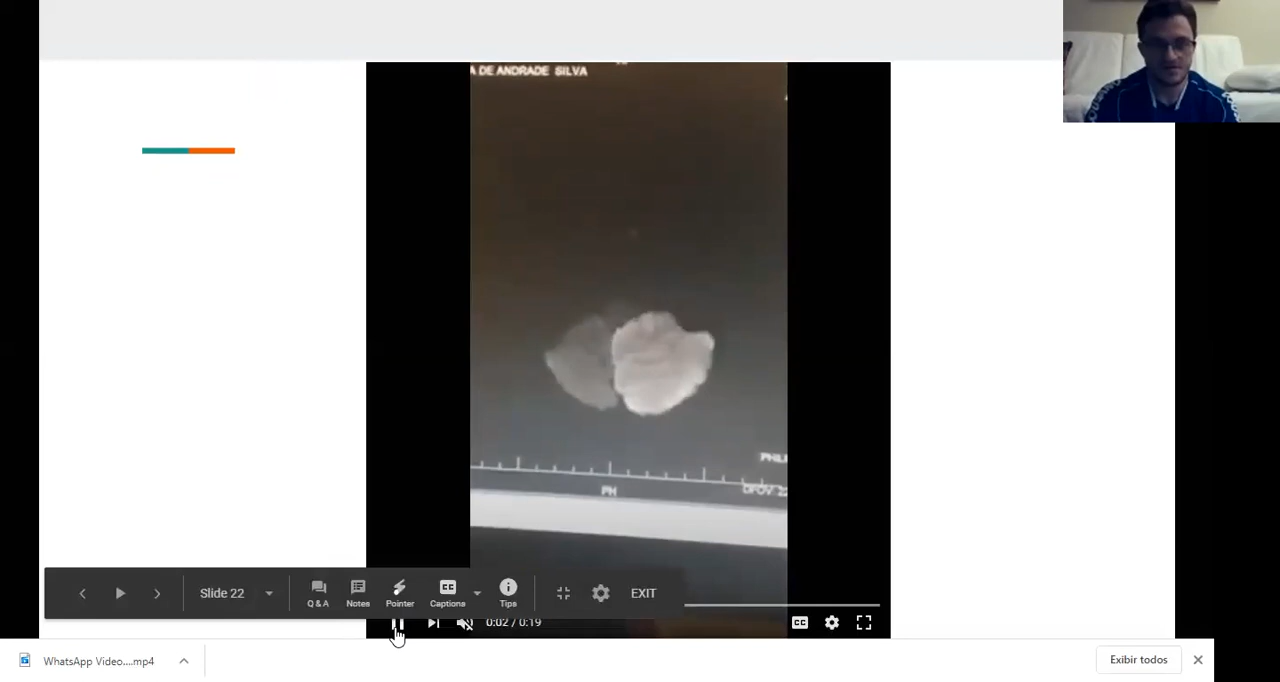 A DE ANDRADE SILVA
PH
Slide 22
Q & A
Notes
Pointer
Captions
Tips
EXIT
0:02 / 0:19
WhatsApp Video....mp4
Exibir todos